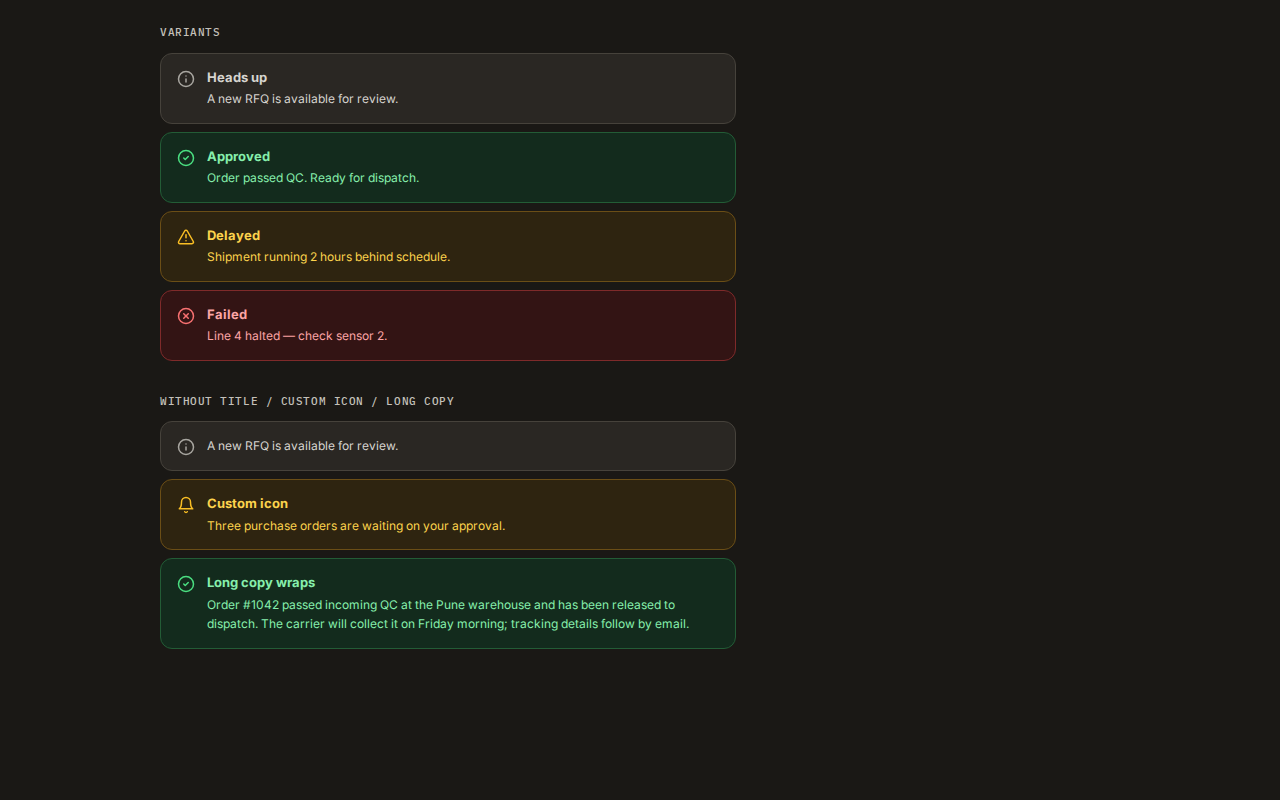 VARIANTS
Heads up
A new RFQ is available for review.
Approved
Order passed QC. Ready for dispatch.
Delayed
Shipment running 2 hours behind schedule.
Failed
Line 4 halted — check sensor 2.
WITHOUT TITLE / CUSTOM ICON / LONG COPY
A new RFQ is available for review.
Custom icon
Three purchase orders are waiting on your approval.
Long copy wraps
Order #1042 passed incoming QC at the Pune warehouse and has been released to
dispatch. The carrier will collect it on Friday morning; tracking details follow by email.